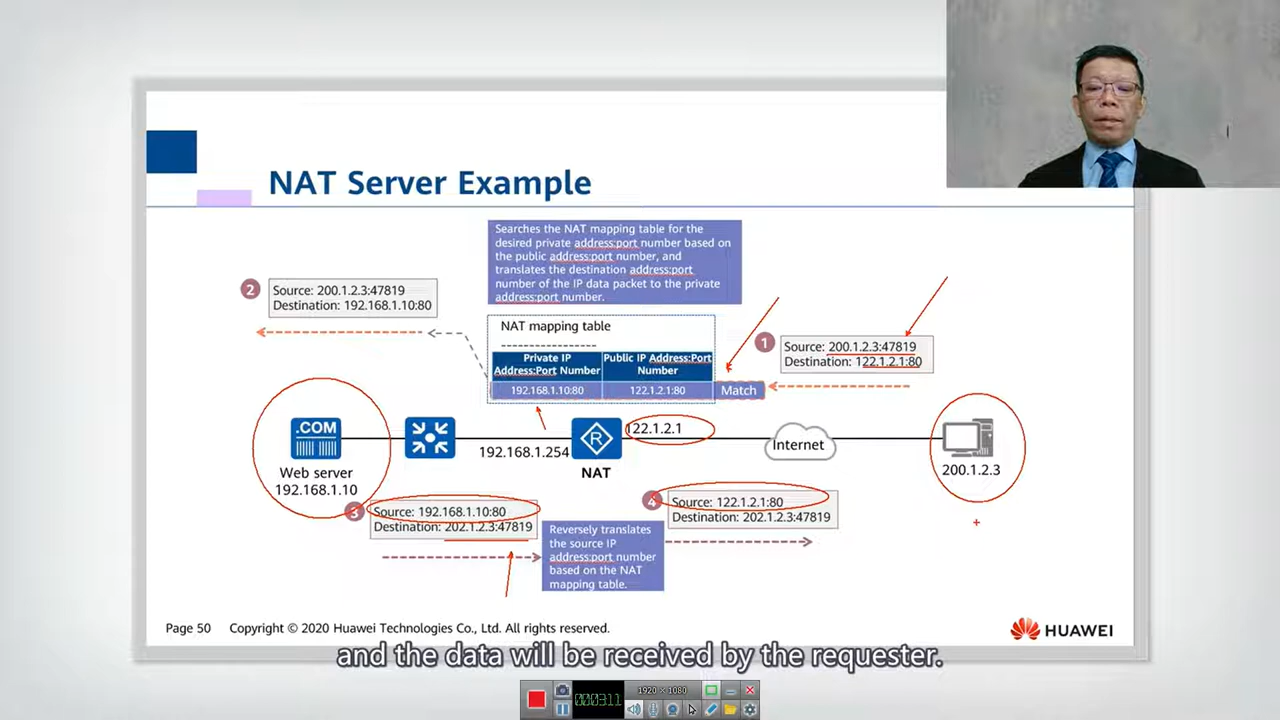 NAT Server Example
Searches the NAT mapping table for the
desired private address:port number based on
the public address:port number, and
translates the destination address:port
number of the IP data packet to the private
address:port number.
2
Source: 200.1.2.3:47819
Destination: 192.168.1.10:80
NAT mapping table
Private IP
Address:Port Number
Public IP Address:Port
Number
192.168.1.10:80
122.1.2.1:80
Match
1
Source: 200.1.2.3:47819
Destination: 122.1.2.1:80
.COM
Web server
192.168.1.10
192.168.1.254
R
NAT
122.1.2.1
Internet
200.1.2.3
3
Source: 192.168.1.10:80
Destination: 202.1.2.3:47819
Reversely translates
the source IP
address:port number
based on the NAT
mapping table.
4
Source: 122.1.2.1:80
Destination: 202.1.2.3:47819
Page 50 Copyright © 2020 Huawei Technologies Co., Ltd. All rights reserved.
HUAWEI
and the data will be received by the requester.
000311
1920 × 1080